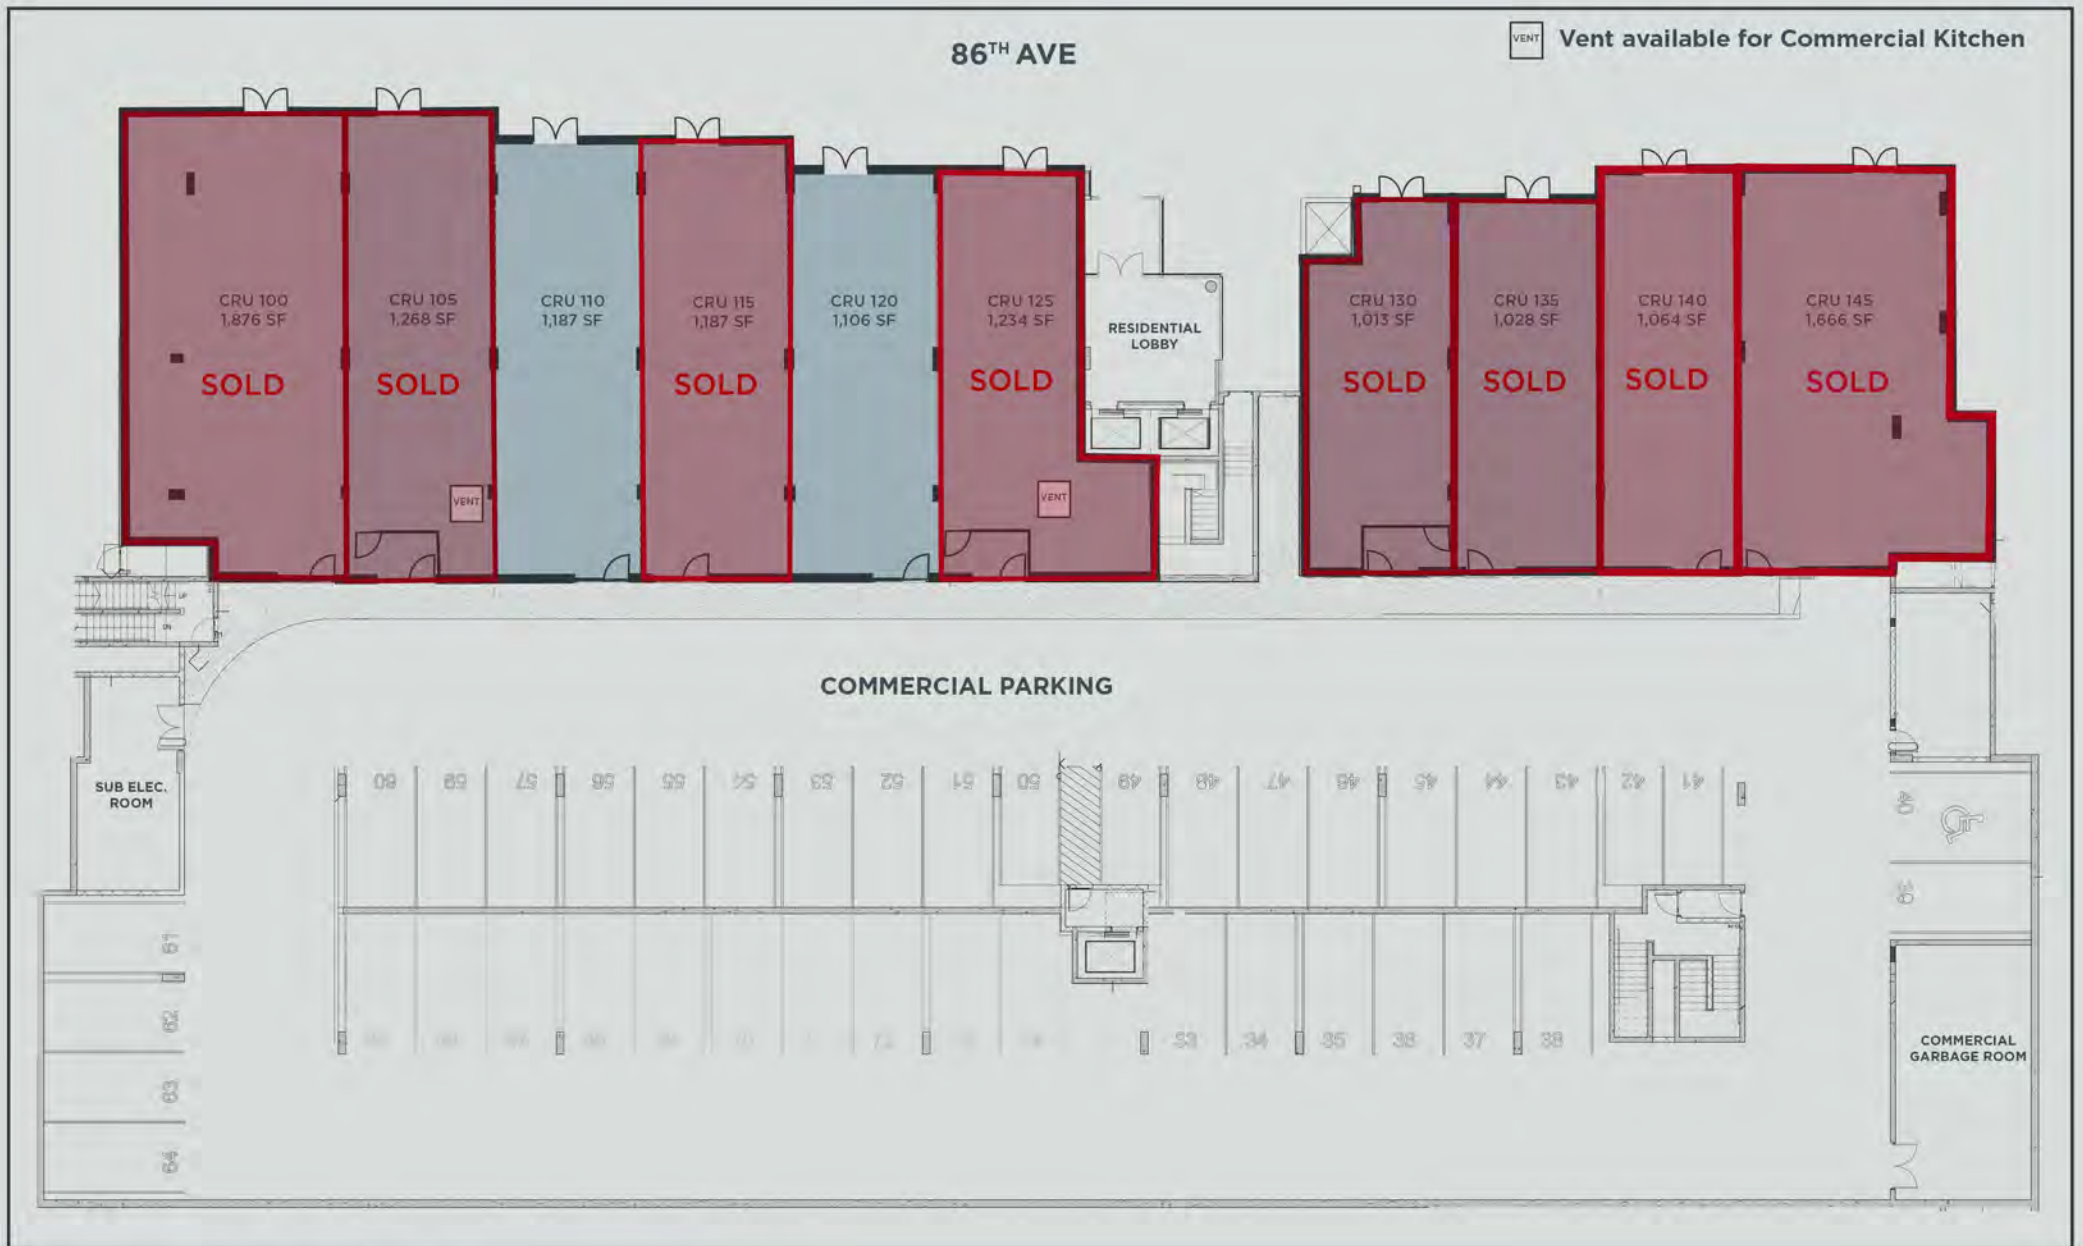 86TH AVE
VENT Vent available for Commercial Kitchen
CRU 100
1,876 SF
SOLD
CRU 105
1,268 SF
SOLD
VENT
CRU 110
1,187 SF
CRU 115
1,187 SF
SOLD
CRU 120
1,106 SF
CRU 125
1,234 SF
SOLD
VENT
RESIDENTIAL
LOBBY
CRU 130
1,013 SF
SOLD
CRU 135
1,028 SF
SOLD
CRU 140
1,064 SF
SOLD
CRU 145
1,666 SF
SOLD
UP
DN
COMMERCIAL PARKING
SUB ELEC.
ROOM
60 59 57 56 55 54 53 52 51 50 49 48 47 46 45 44 43 42 41
40
39
61
62
63
64
33 34 35 36 37 38
COMMERCIAL
GARBAGE ROOM